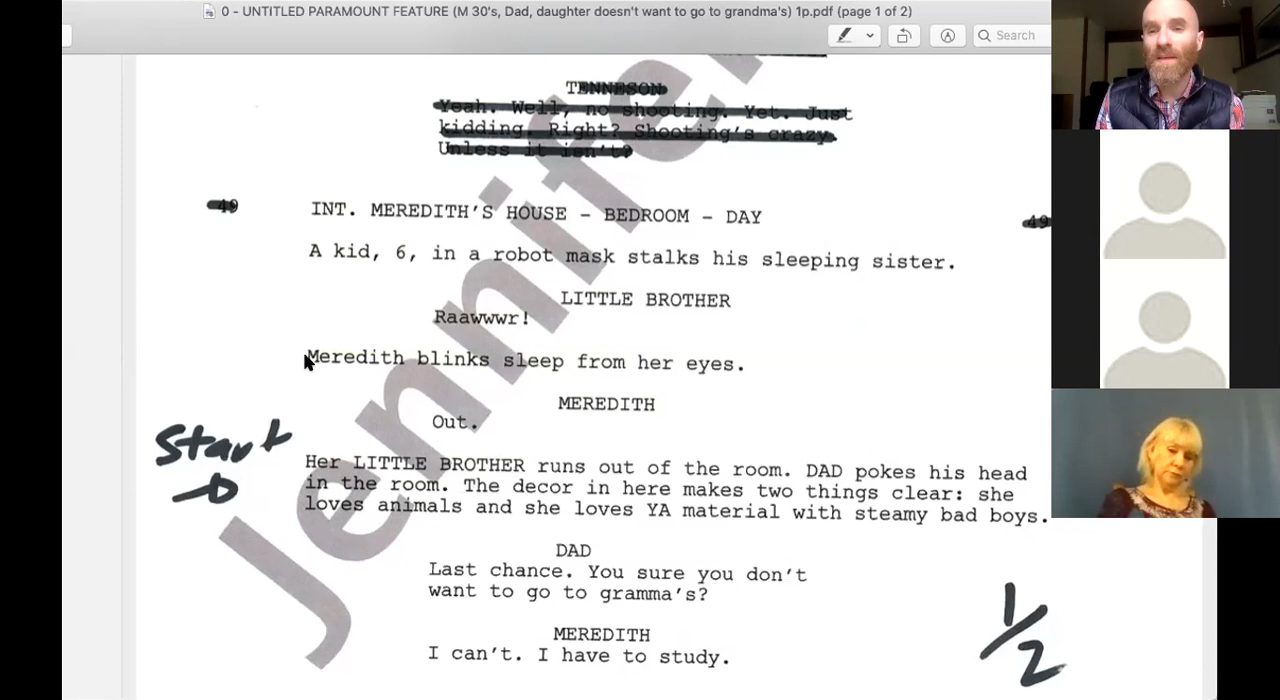 0 - UNTITLED PARAMOUNT FEATURE (M 30's, Dad, daughter doesn't want to go to grandma's) 1p.pdf (page 1 of 2)
Search
TENNESON
Yeah. Well, no shooting. Yet. Just
kidding. Right? Shooting's crazy.
Unless it isn't?
49 INT. MEREDITH'S HOUSE - BEDROOM - DAY 49
A kid, 6, in a robot mask stalks his sleeping sister.
LITTLE BROTHER
Raawwwr!
Meredith blinks sleep from her eyes.
MEREDITH
Out.
Start
Her LITTLE BROTHER runs out of the room. DAD pokes his head
in the room. The decor in here makes two things clear: she
loves animals and she loves YA material with steamy bad boys.
DAD
Last chance. You sure you don't
want to go to gramma's?
MEREDITH
I can't. I have to study.
1/2
Jennifer